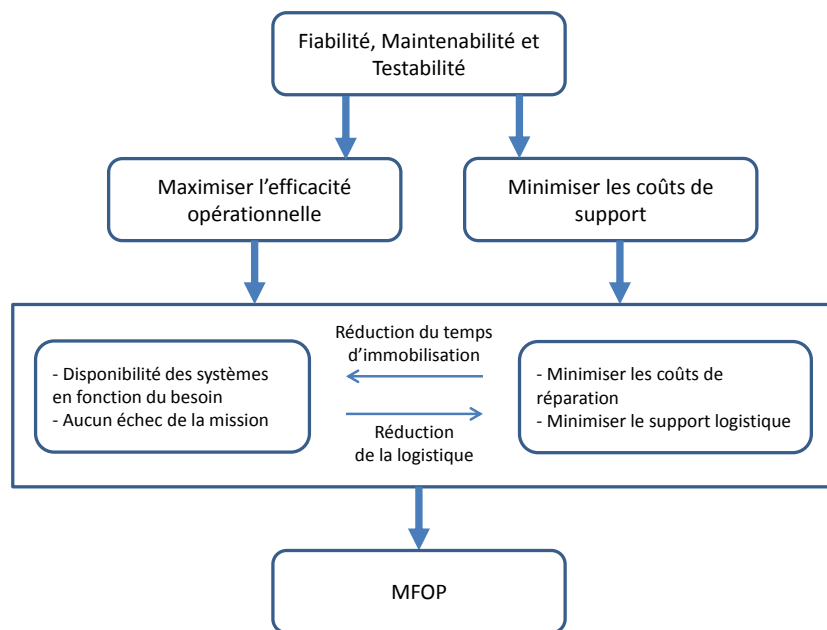 Fiabilité, Maintenabilité et
Testabilité
Maximiser l’efficacité
opérationnelle
Minimiser les coûts de
support
- Disponibilité des systèmes
en fonction du besoin
- Aucun échec de la mission
Réduction du temps
d’immobilisation
Réduction
de la logistique
- Minimiser les coûts de
réparation
- Minimiser le support logistique
MFOP